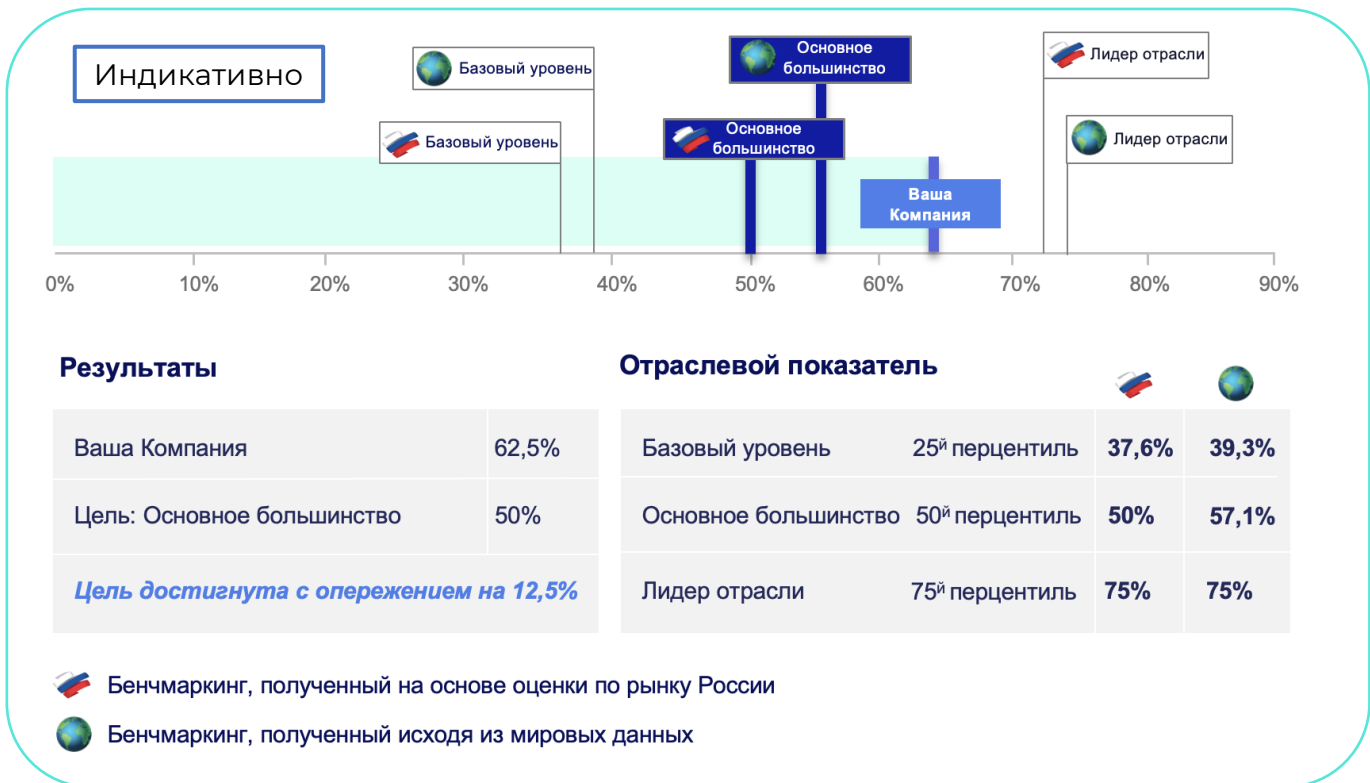 Индикативно
Базовый уровень
Основное
большинство
Лидер отрасли
Базовый уровень
Основное
большинство
Лидер отрасли
Ваша
Компания
0% 10% 20% 30% 40% 50% 60% 70% 80% 90%
Результаты
Ваша Компания 62,5%
Цель: Основное большинство 50%
Цель достигнута с опережением на 12,5%
Отраслевой показатель
Базовый уровень 25й перцентиль 37,6% 39,3%
Основное большинство 50й перцентиль 50% 57,1%
Лидер отрасли 75й перцентиль 75% 75%
Бенчмаркинг, полученный на основе оценки по рынку России
Бенчмаркинг, полученный исходя из мировых данных